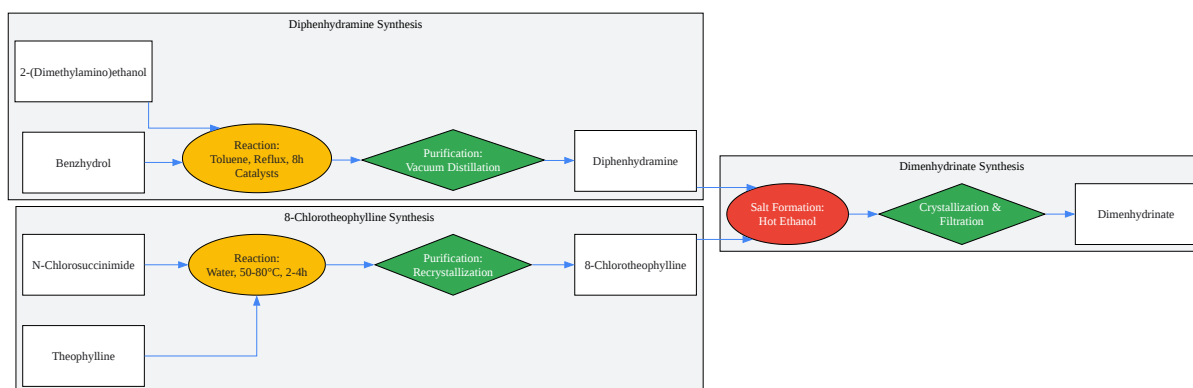 Diphenhydramine Synthesis
2-(Dimethylamino)ethanol
Benzhydrol
Reaction:
Toluene, Reflux, 8h
Catalysts
Purification:
Vacuum Distillation
Diphenhydramine
8-Chlorotheophylline Synthesis
N-Chlorosuccinimide
Reaction:
Water, 50-80°C, 2-4h
Purification:
Recrystallization
8-Chlorotheophylline
Theophylline
Dimenhydrinate Synthesis
Salt Formation:
Hot Ethanol
Crystallization &
Filtration
Dimenhydrinate